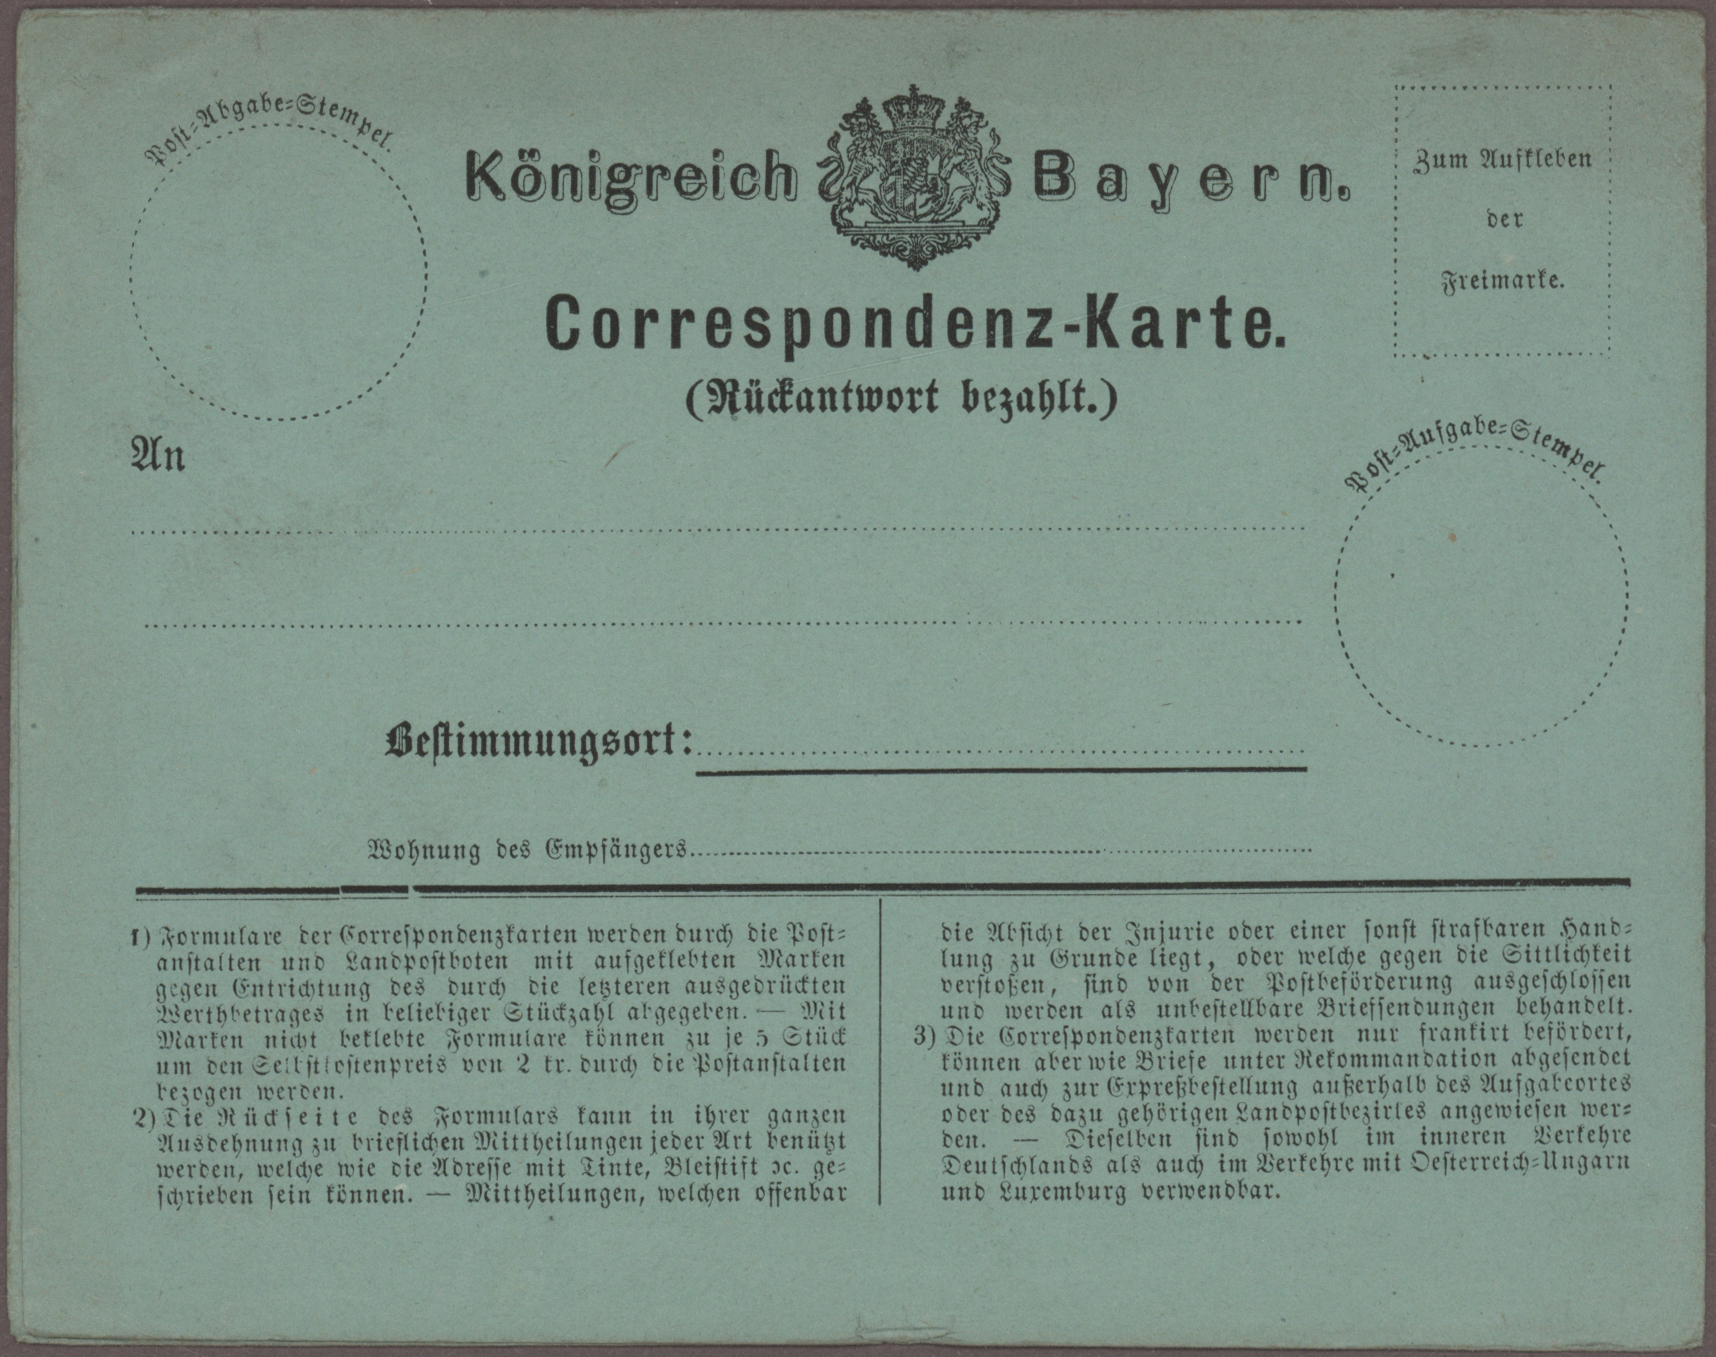 Post-Abgabe-Stempel.
Königreich Bayern.
Zum Aufkleben
der
Freimarke.
Correspondenz-Karte.
(Rückantwort bezahlt.)
An
Post-Aufgabe-Stempel.
Bestimmungsort:
Wohnung des Empfängers
1) Formulare der Correspondenzkarten werden durch die Post-
anstalten und Landpostboten mit aufgeklebten Marken
gegen Entrichtung des durch die letzteren ausgedrückten
Werthbetrages in beliebiger Stückzahl abgegeben. — Mit
Marken nicht beklebte Formulare können zu je 5 Stück
um den Selbstkostenpreis von 2 kr. durch die Postanstalten
bezogen werden.
2) Die Rückseite des Formulars kann in ihrer ganzen
Ausdehnung zu brieflichen Mittheilungen jeder Art benützt
werden, welche wie die Adresse mit Tinte, Bleistift ꝛc. ge-
schrieben sein können. — Mittheilungen, welchen offenbar
die Absicht der Injurie oder einer sonst strafbaren Hand-
lung zu Grunde liegt, oder welche gegen die Sittlichkeit
verstoßen, sind von der Postbeförderung ausgeschlossen
und werden als unbestellbare Briefsendungen behandelt.
3) Die Correspondenzkarten werden nur frankirt befördert,
können aber wie Briefe unter Rekommandation abgesendet
und auch zur Expreßbestellung außerhalb des Aufgabeortes
oder des dazu gehörigen Landpostbezirkes angewiesen wer-
den. — Dieselben sind sowohl im inneren Verkehre
Deutschlands als auch im Verkehre mit Oesterreich-Ungarn
und Luxemburg verwendbar.